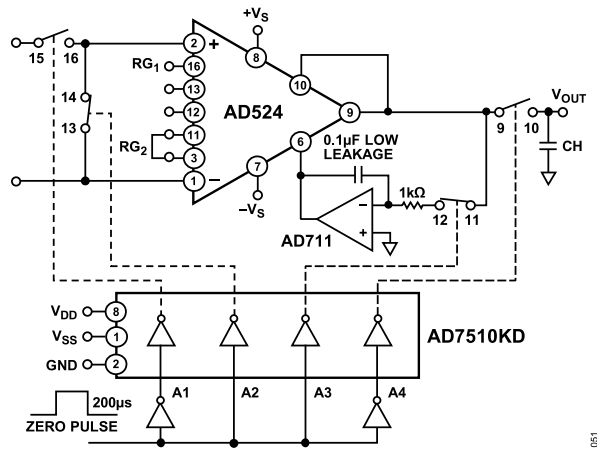 +VS
15
16
2
+
8
RG1
16
10
14
13
13
12
AD524
9
VOUT
9
10
CH
11
RG2
3
6
0.1µF LOW
LEAKAGE
1
−
7
−VS
1kΩ
−
+
12
11
AD711
VDD
8
VSS
1
GND
2
AD7510KD
200µs
ZERO PULSE
A1
A2
A3
A4
051